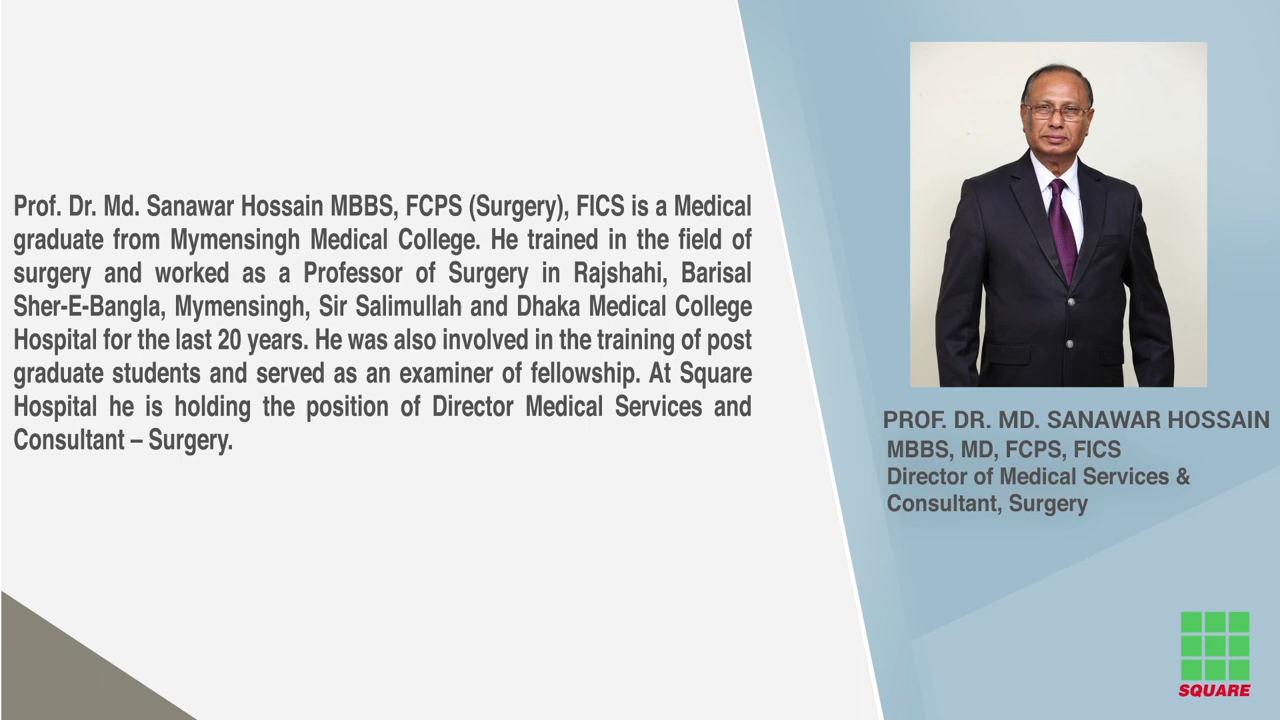 Prof. Dr. Md. Sanawar Hossain MBBS, FCPS (Surgery), FICS is a Medical
graduate from Mymensingh Medical College. He trained in the field of
surgery and worked as a Professor of Surgery in Rajshahi, Barisal
Sher-E-Bangla, Mymensingh, Sir Salimullah and Dhaka Medical College
Hospital for the last 20 years. He was also involved in the training of post
graduate students and served as an examiner of fellowship. At Square
Hospital he is holding the position of Director Medical Services and
Consultant – Surgery.
PROF. DR. MD. SANAWAR HOSSAIN
MBBS, MD, FCPS, FICS
Director of Medical Services &
Consultant, Surgery
SQUARE